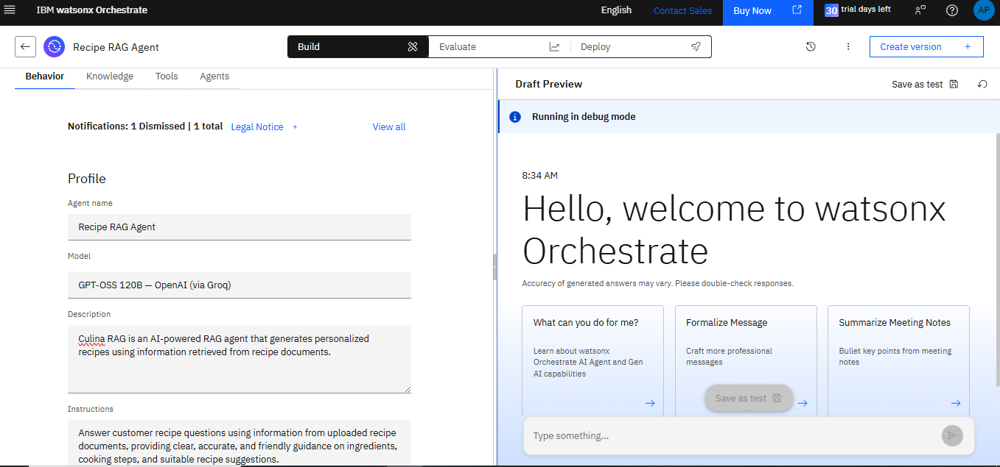 IBM watsonx Orchestrate
English
Contact Sales
Buy Now
30 trial days left
AP
Recipe RAG Agent
Build
Evaluate
Deploy
Create version +
Behavior
Knowledge
Tools
Agents
Notifications: 1 Dismissed | 1 total
Legal Notice +
View all
Profile
Agent name
Recipe RAG Agent
Model
GPT-OSS 120B — OpenAI (via Groq)
Description
Culina RAG is an AI-powered RAG agent that generates personalized
recipes using information retrieved from recipe documents.
Instructions
Answer customer recipe questions using information from uploaded recipe
documents, providing clear, accurate, and friendly guidance on ingredients,
cooking steps, and suitable recipe suggestions.
Draft Preview
Save as test
Running in debug mode
8:34 AM
Hello, welcome to watsonx
Orchestrate
Accuracy of generated answers may vary. Please double-check responses.
What can you do for me?
Learn about watsonx
Orchestrate AI Agent and Gen
AI capabilities
Formalize Message
Craft more professional
messages
Summarize Meeting Notes
Bullet key points from meeting
notes
Save as test
Type something...